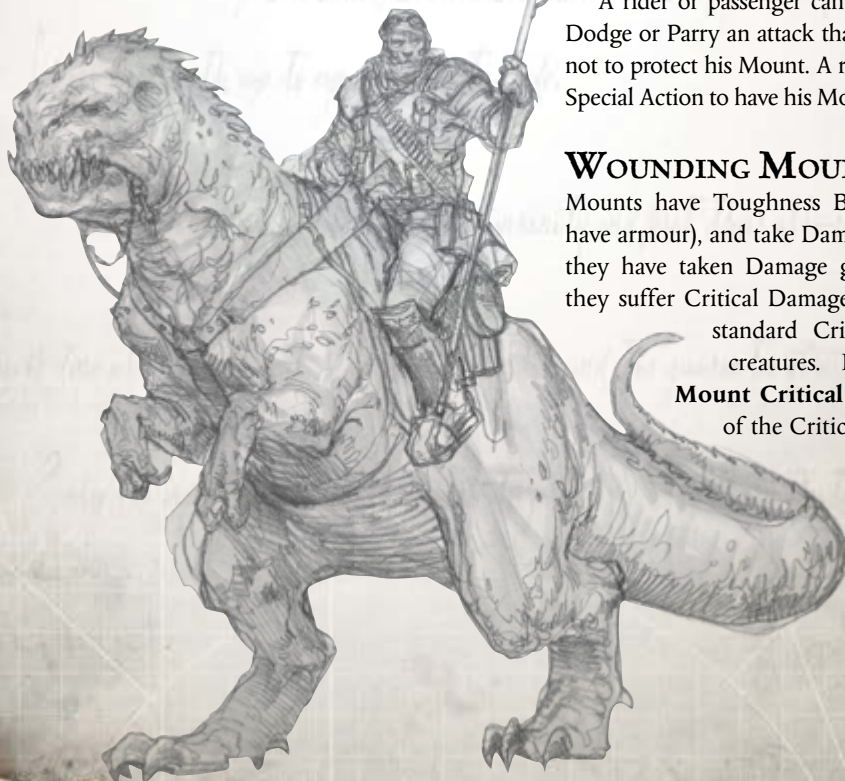 A rider or passenger can
Dodge or Parry an attack tha
not to protect his Mount. A r
Special Action to have his Mo
WOUNDING MOU
Mounts have Toughness B
have armour), and take Dam
they have taken Damage g
they suffer Critical Damage
standard Cri
creatures.
Mount Critical
of the Critic